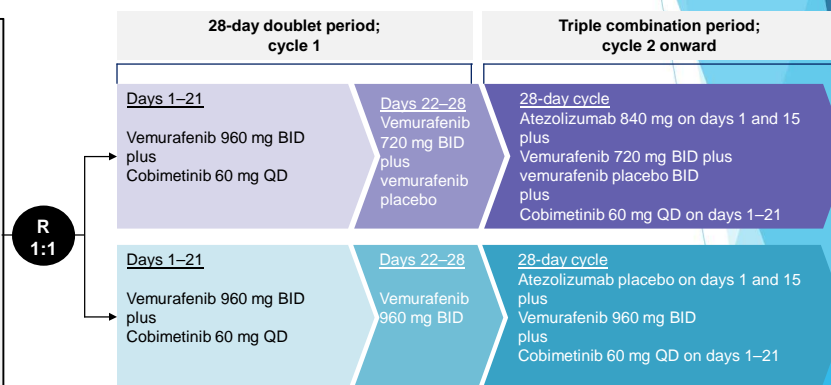 28-day doublet period;
cycle 1
Triple combination period;
cycle 2 onward
Days 1–21
Vemurafenib 960 mg BID
plus
Cobimetinib 60 mg QD
Days 22–28
Vemurafenib
720 mg BID
plus
vemurafenib
placebo
28-day cycle
Atezolizumab 840 mg on days 1 and 15
plus
Vemurafenib 720 mg BID plus
vemurafenib placebo BID
plus
Cobimetinib 60 mg QD on days 1–21
R
1:1
Days 1–21
Vemurafenib 960 mg BID
plus
Cobimetinib 60 mg QD
Days 22–28
Vemurafenib
960 mg BID
28-day cycle
Atezolizumab placebo on days 1 and 15
plus
Vemurafenib 960 mg BID
plus
Cobimetinib 60 mg QD on days 1–21